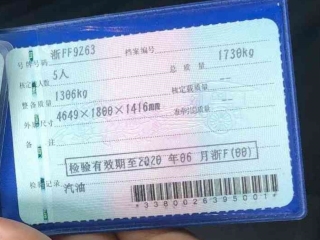 号牌号码 浙FF9263 档案编号
核定载人数 5人 总质量 1730kg
整备质量 1306kg 核定载质量 --
外廓尺寸 4649×1800×1416mm 准牵引总质量 --
备注
检验有效期至2020年06月浙F(00)
检验记录 汽油
*3380002639500 1*